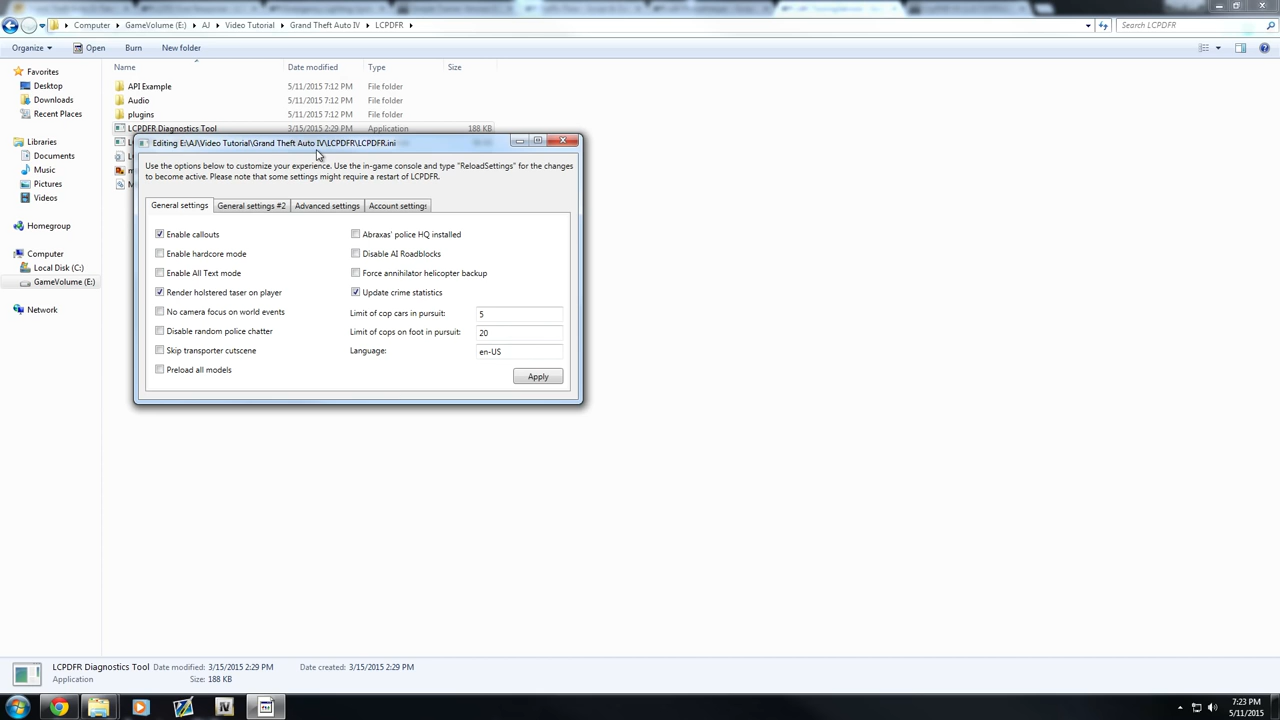 Computer ▸ GameVolume (E:) ▸ AJ ▸ Video Tutorial ▸ Grand Theft Auto IV ▸ LCPDFR ▸
Search LCPDFR
Organize ▾ Open Burn New folder
Favorites
Desktop
Downloads
Recent Places
Libraries
Documents
Music
Pictures
Videos
Homegroup
Computer
Local Disk (C:)
GameVolume (E:)
Network
Name Date modified Type Size
API Example 5/11/2015 7:12 PM File folder
Audio 5/11/2015 7:12 PM File folder
plugins 5/11/2015 7:12 PM File folder
LCPDFR Diagnostics Tool 3/15/2015 2:29 PM Application 188 KB
Editing E:\AJ\Video Tutorial\Grand Theft Auto IV\LCPDFR\LCPDFR.ini
Use the options below to customize your experience. Use the in-game console and type "ReloadSettings" for the changes
to become active. Please note that some settings might require a restart of LCPDFR.
General settings General settings #2 Advanced settings Account settings
Enable callouts
Enable hardcore mode
Enable All Text mode
Render holstered taser on player
No camera focus on world events
Disable random police chatter
Skip transporter cutscene
Preload all models
Abraxas' police HQ installed
Disable AI Roadblocks
Force annihilator helicopter backup
Update crime statistics
Limit of cop cars in pursuit: 5
Limit of cops on foot in pursuit: 20
Language: en-US
Apply
LCPDFR Diagnostics Tool Date modified: 3/15/2015 2:29 PM Date created: 3/15/2015 2:29 PM
Application Size: 188 KB
7:23 PM
5/11/2015